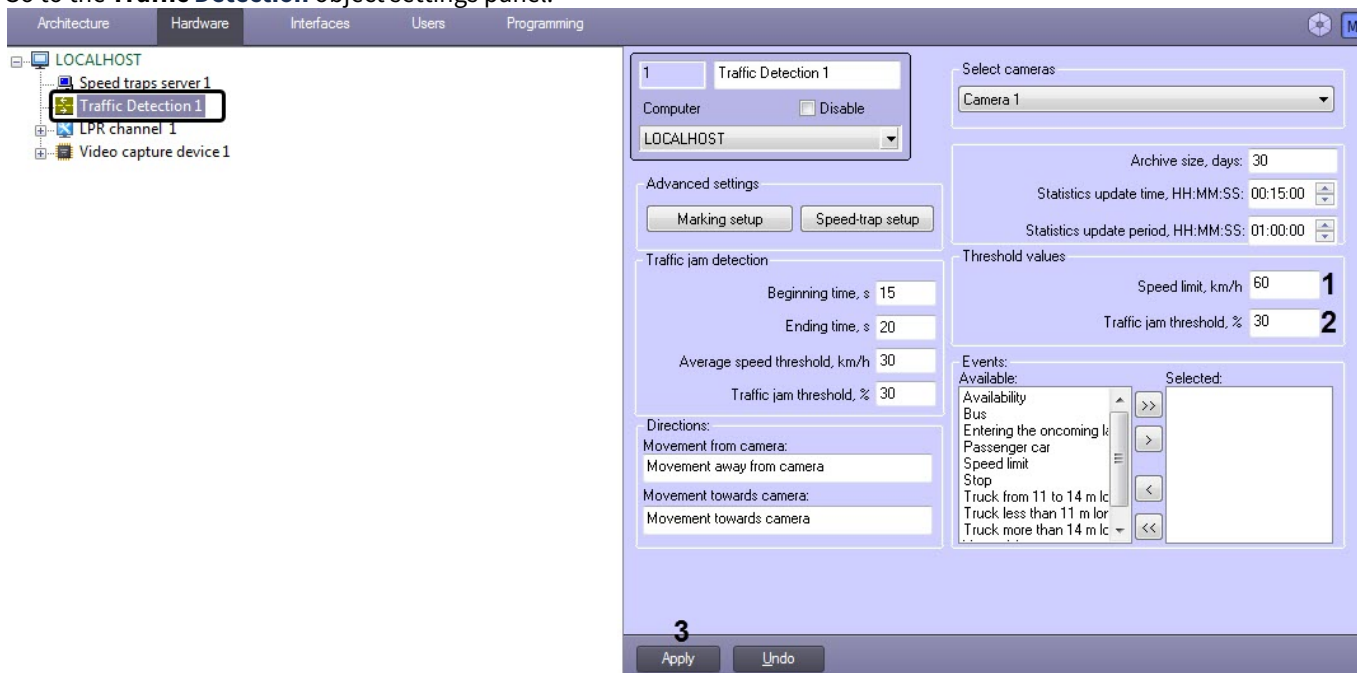 Go to the Traffic Detection object settings panel.
Architecture Hardware Interfaces Users Programming
LOCALHOST
Speed traps server 1
Traffic Detection 1
LPR channel 1
Video capture device 1
1 Traffic Detection 1
Computer Disable
LOCALHOST
Advanced settings
Marking setup Speed-trap setup
Traffic jam detection
Beginning time, s 15
Ending time, s 20
Average speed threshold, km/h 30
Traffic jam threshold, % 30
Directions:
Movement from camera:
Movement away from camera
Movement towards camera:
Movement towards camera
Select cameras
Camera 1
Archive size, days: 30
Statistics update time, HH:MM:SS: 00:15:00
Statistics update period, HH:MM:SS: 01:00:00
Threshold values
Speed limit, km/h 60 1
Traffic jam threshold, % 30 2
Events:
Available: Selected:
Availability
Bus
Entering the oncoming la
Passenger car
Speed limit
Stop
Truck from 11 to 14 m lo
Truck less than 11 m lon
Truck more than 14 m lo
>>
>
<
<<
3
Apply Undo